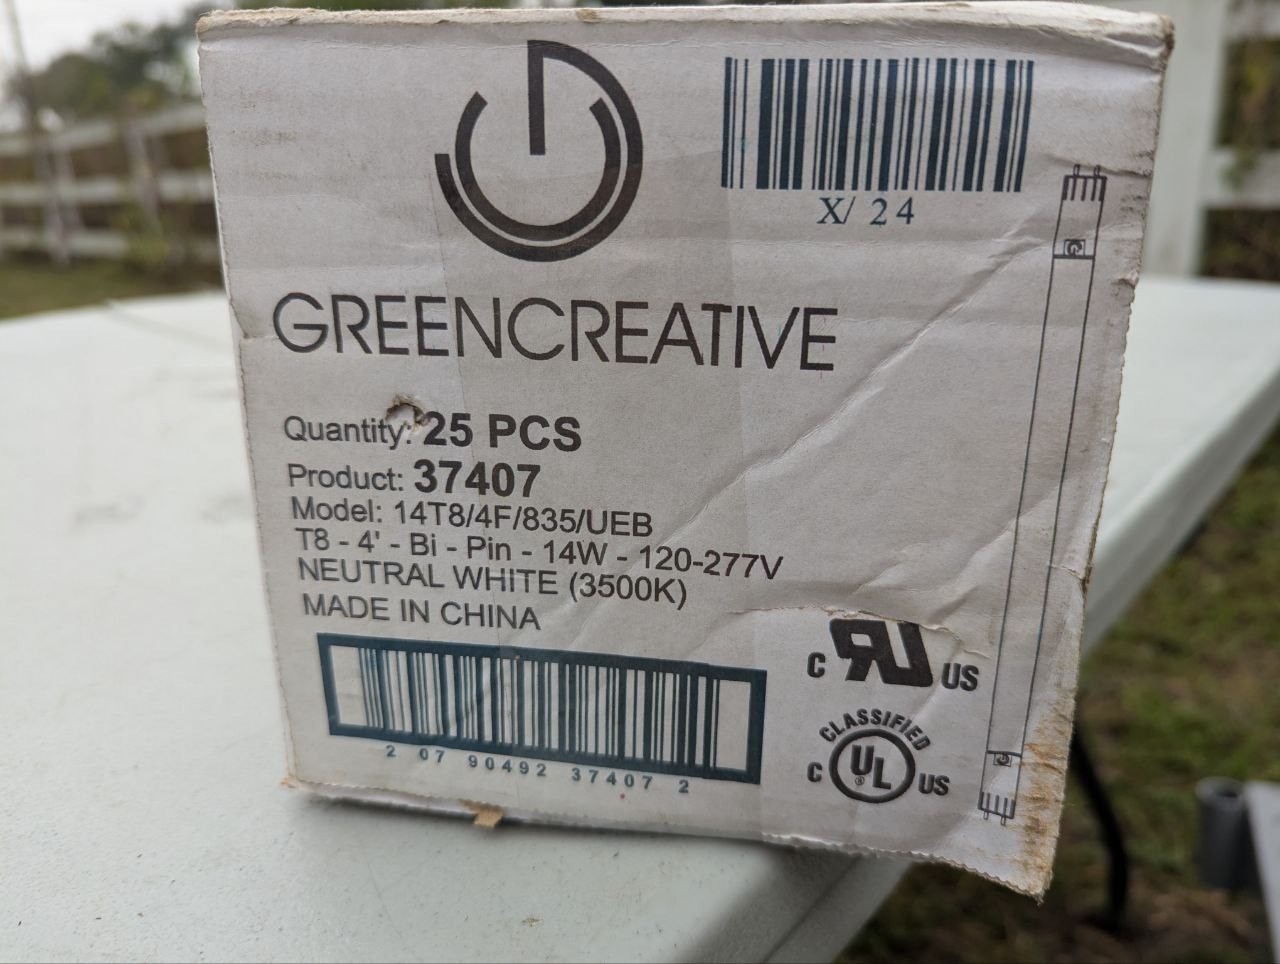 X/ 24
GREENCREATIVE
Quantity: 25 PCS
Product: 37407
Model: 14T8/4F/835/UEB
T8 - 4' - Bi - Pin - 14W - 120-277V
NEUTRAL WHITE (3500K)
MADE IN CHINA
C RU US
CLASSIFIED
C UL® US
2 07 90492 37407 2